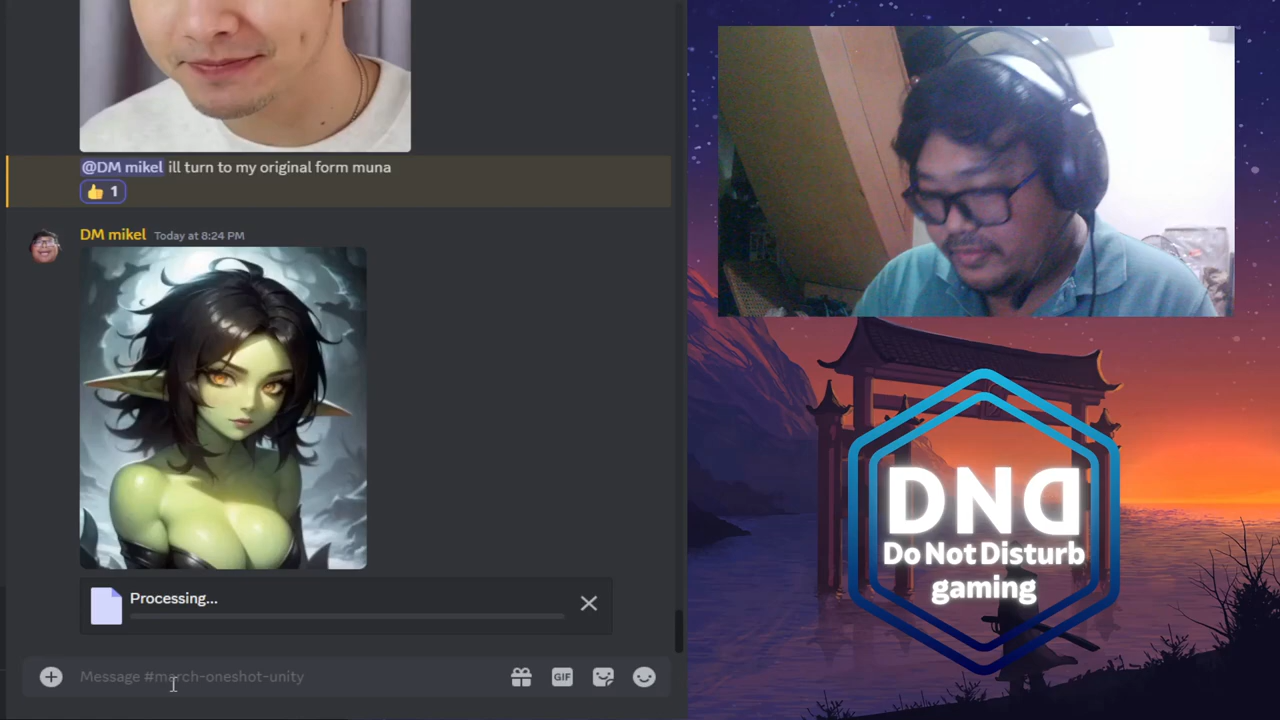 @DM mikel ill turn to my original form muna
👍 1
DM mikel Today at 8:24 PM
Processing...
Message #march-oneshot-unity
GIF
DND
Do Not Disturb
gaming